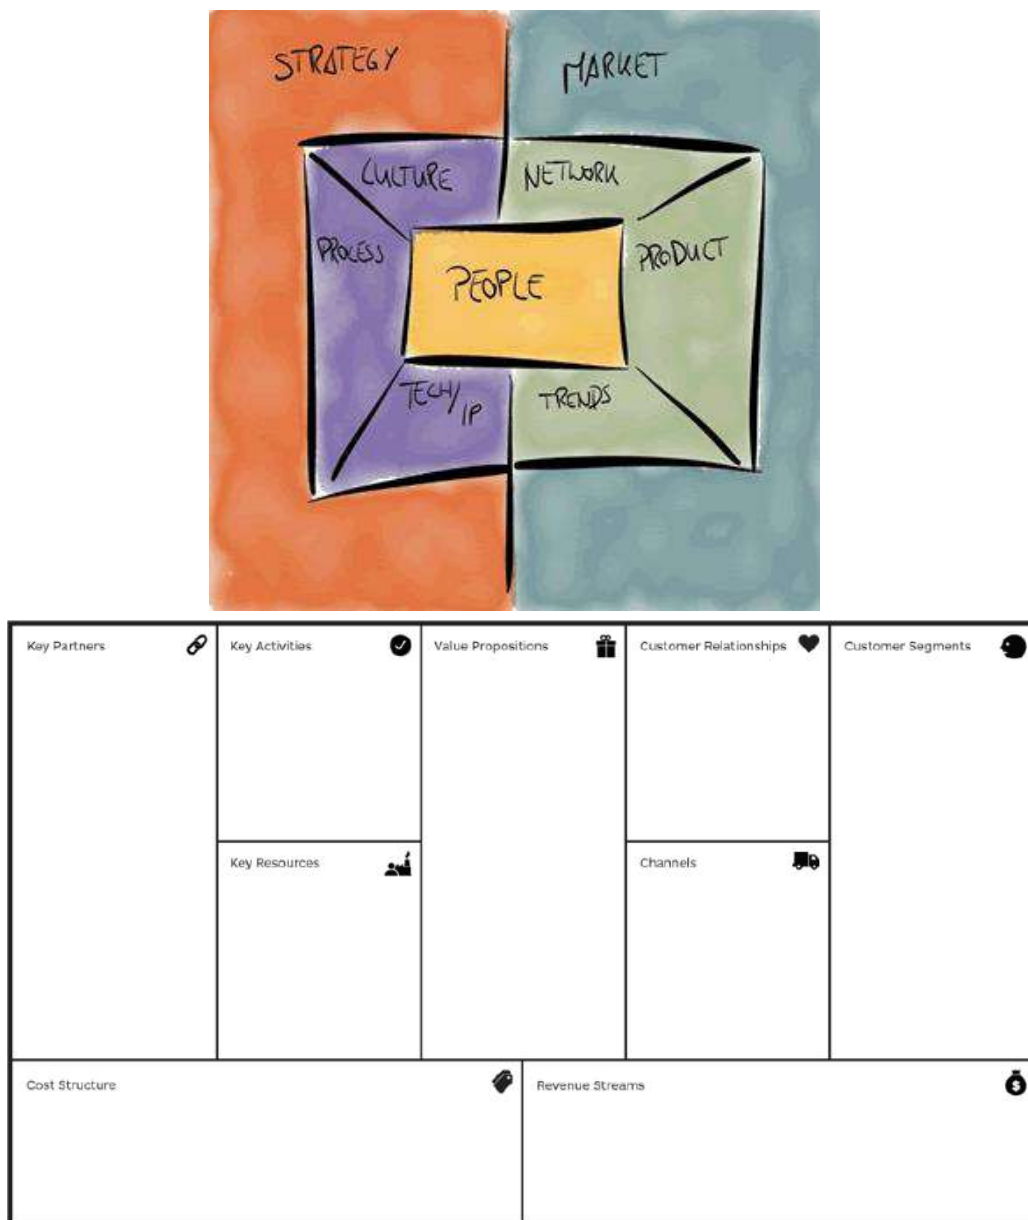 STRATEGY
MARKET
CULTURE
NETWORK
PROCESS
PRODUCT
PEOPLE
TECH/IP
TRENDS
Key Partners
Key Activities
Value Propositions
Customer Relationships
Customer Segments
Key Resources
Channels
Cost Structure
Revenue Streams
$